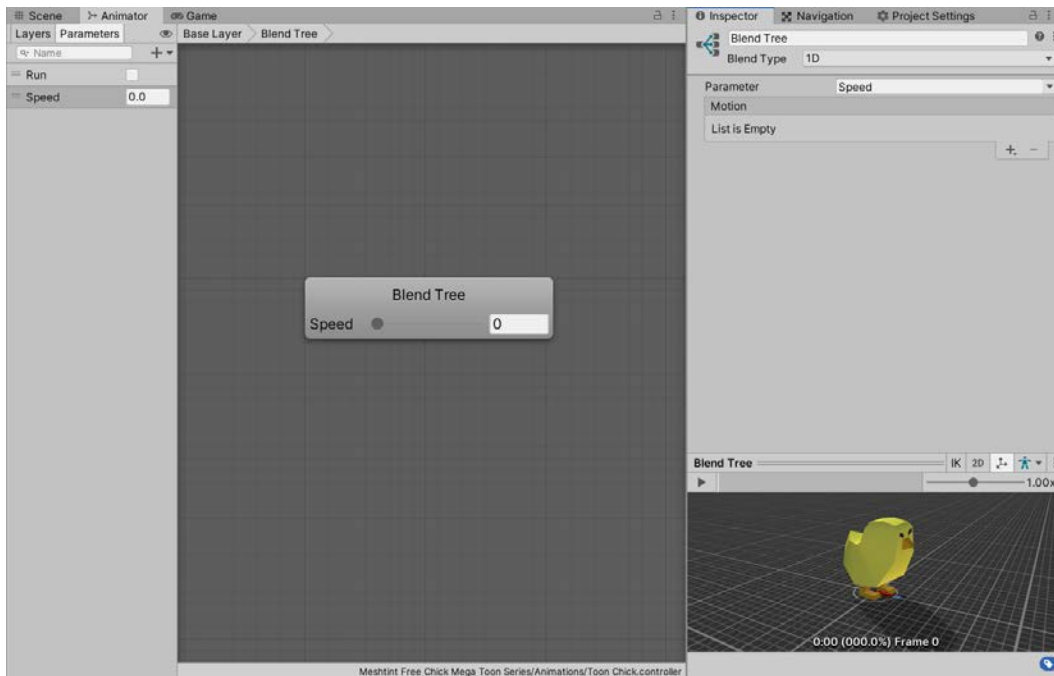 Scene
Animator
Game
Layers
Parameters
Base Layer
Blend Tree
Name
Run
Speed
0.0
Blend Tree
Speed
0
Meshtint Free Chick Mega Toon Series/Animations/Toon Chick.controller
Inspector
Navigation
Project Settings
Blend Tree
Blend Type
1D
Parameter
Speed
Motion
List is Empty
Blend Tree
IK
2D
1.00x
0:00 (000.0%) Frame 0